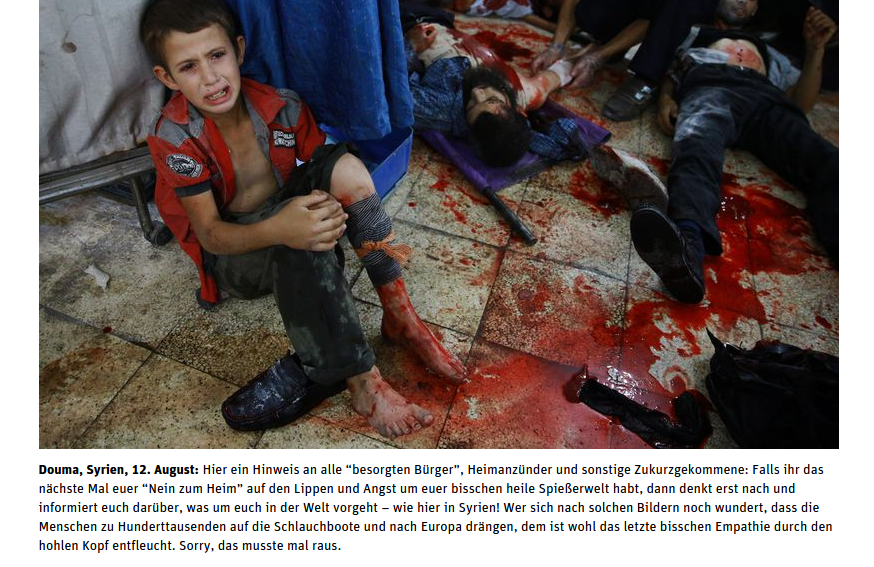 Douma, Syrien, 12. August: Hier ein Hinweis an alle “besorgten Bürger”, Heimanzünder und sonstige Zukurzgekommene: Falls ihr das
nächste Mal euer “Nein zum Heim” auf den Lippen und Angst um euer bisschen heile Spießerwelt habt, dann denkt erst nach und
informiert euch darüber, was um euch in der Welt vorgeht – wie hier in Syrien! Wer sich nach solchen Bildern noch wundert, dass die
Menschen zu Hunderttausenden auf die Schlauchboote und nach Europa drängen, dem ist wohl das letzte bisschen Empathie durch den
hohlen Kopf entfleucht. Sorry, das musste mal raus.